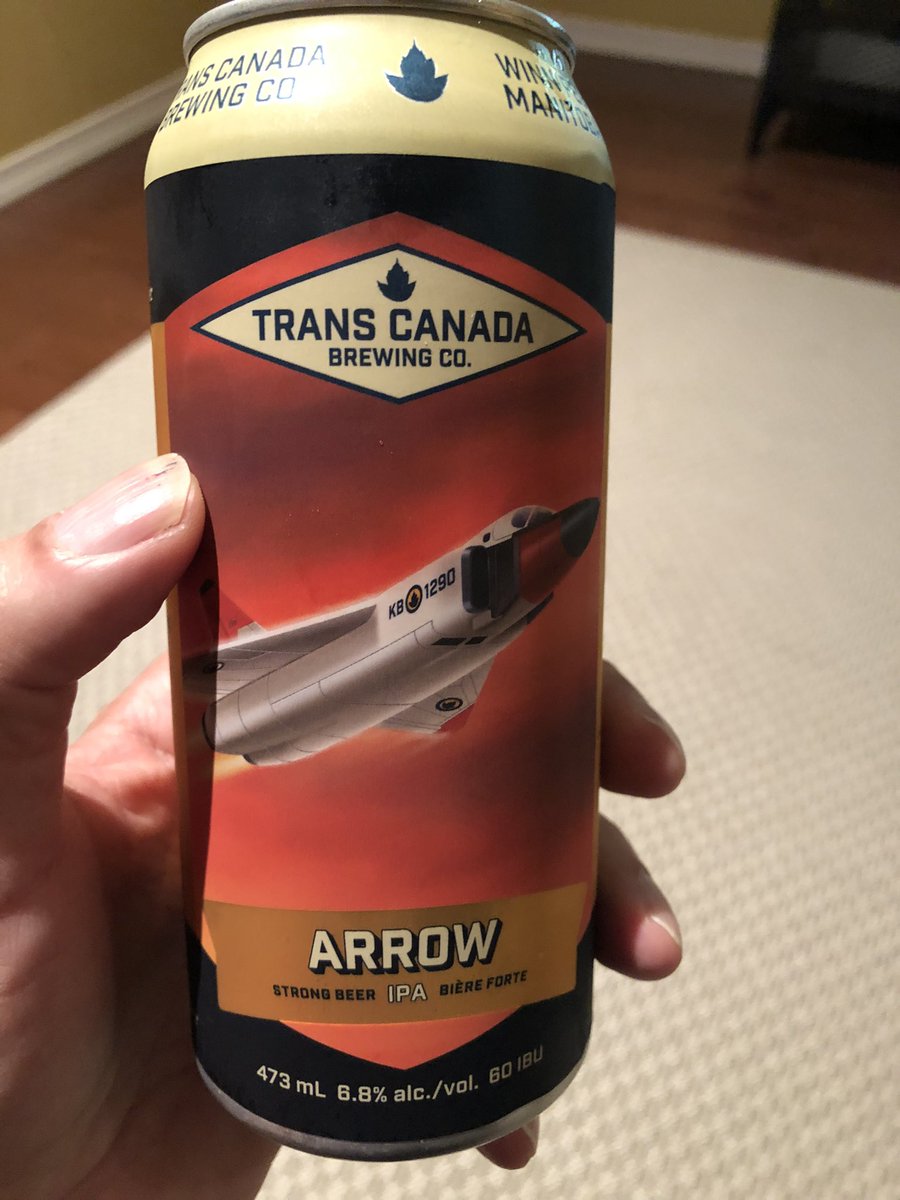 TRANS CANADA
BREWING CO
TRANS CANADA
BREWING CO.
KB 1290
ARROW
STRONG BEER IPA BIÈRE FORTE
473 mL 6.8% alc./vol. 60 IBU